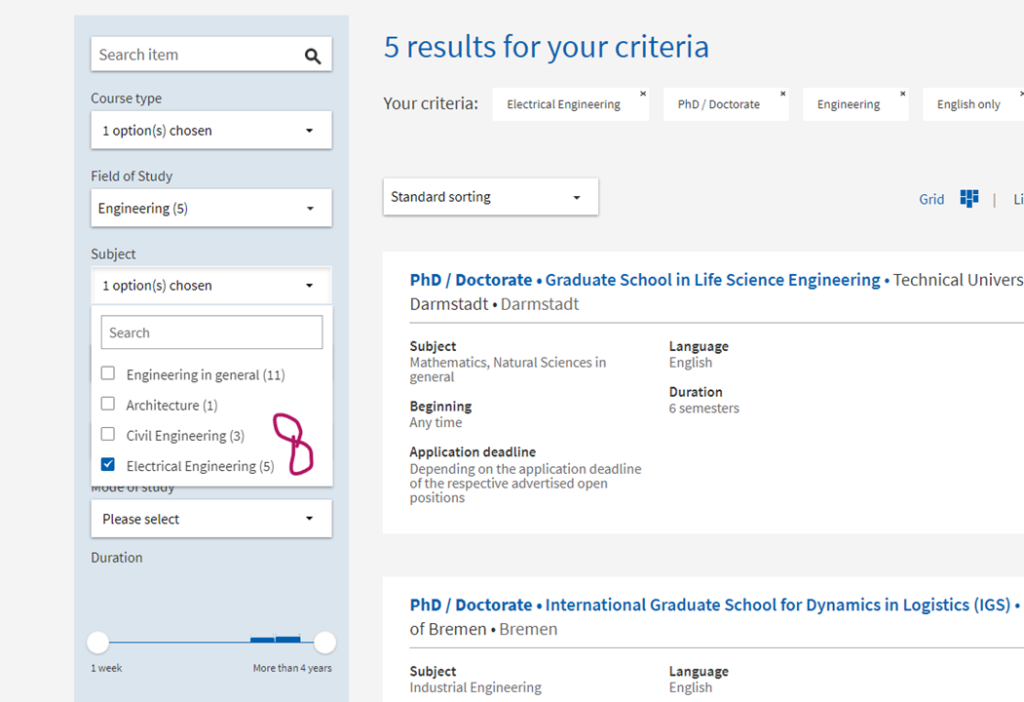 Search item
Course type
1 option(s) chosen
Field of Study
Engineering (5)
Subject
1 option(s) chosen
Search
Engineering in general (11)
Architecture (1)
Civil Engineering (3)
Electrical Engineering (5)
8
Mode of study
Please select
Duration
1 week
More than 4 years
5 results for your criteria
Your criteria: Electrical Engineering × PhD / Doctorate × Engineering × English only ×
Standard sorting
Grid |
PhD / Doctorate • Graduate School in Life Science Engineering • Technical
Darmstadt • Darmstadt
Subject
Mathematics, Natural Sciences in
general
Beginning
Any time
Application deadline
Depending on the application deadline
of the respective advertised open
positions
Language
English
Duration
6 semesters
PhD / Doctorate • International Graduate School for Dynamics in Logistics (IGS) •
of Bremen • Bremen
Subject
Industrial Engineering
Language
English